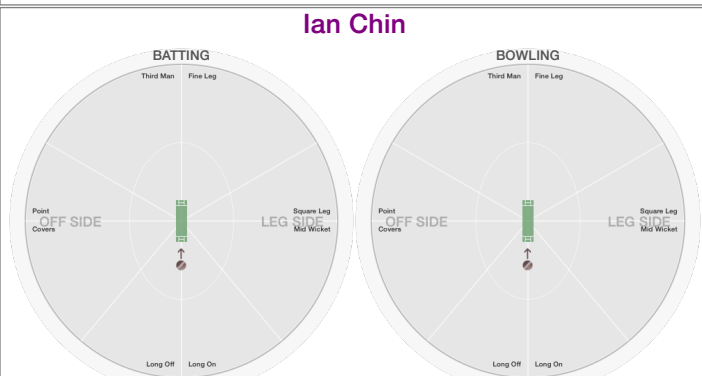 Ian Chin
BATTING
BOWLING
Third Man
Fine Leg
Third Man
Fine Leg
Point
OFF SIDE
Covers
Square Leg
LEG SIDE
Mid Wicket
Point
OFF SIDE
Covers
Square Leg
LEG SIDE
Mid Wicket
Long Off
Long On
Long Off
Long On